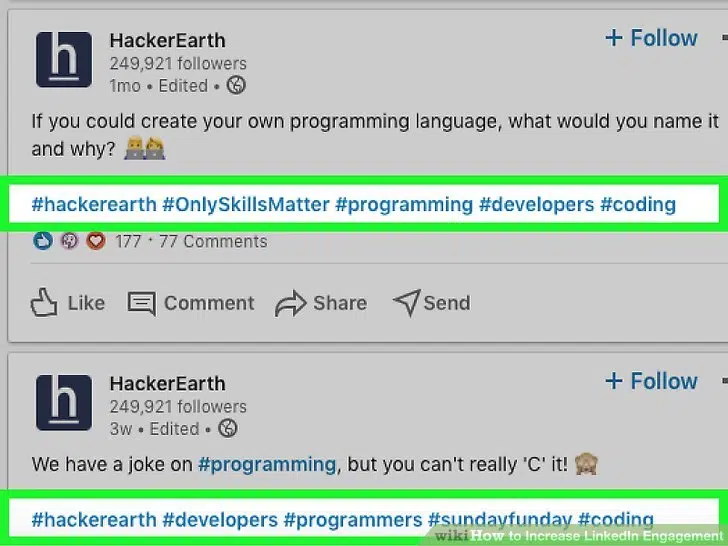 HackerEarth
+ Follow
249,921 followers
1mo • Edited •
If you could create your own programming language, what would you name it
and why?
#hackerearth #OnlySkillsMatter #programming #developers #coding
177 · 77 Comments
Like Comment Share Send
h
HackerEarth
+ Follow
249,921 followers
3w • Edited •
We have a joke on #programming, but you can't really 'C' it!
#hackerearth #developers #programmers #sundayfunday #coding
wikiHow to Increase LinkedIn Engagement